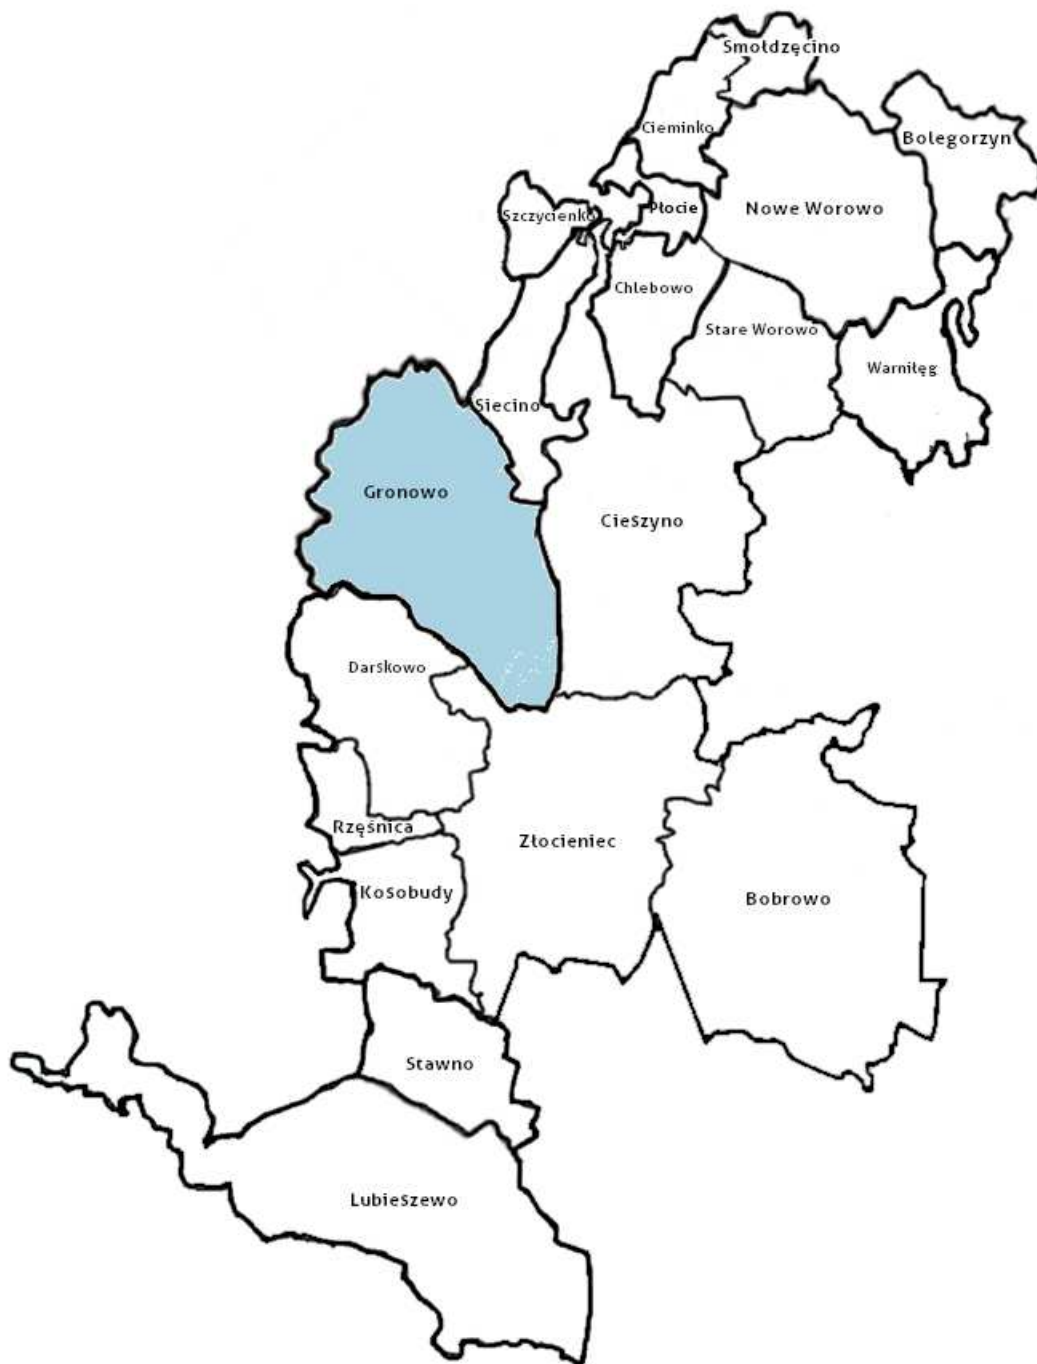 Smołdzęcino
Cieminko
Bolegorzyn
Szczycienko
Płocie
Nowe Worowo
Chlebowo
Stare Worowo
Warniłęg
Siecino
Gronowo
Cieszyno
Darskowo
Rzęśnica
Złocieniec
Kosobudy
Bobrowo
Stawno
Lubieszewo